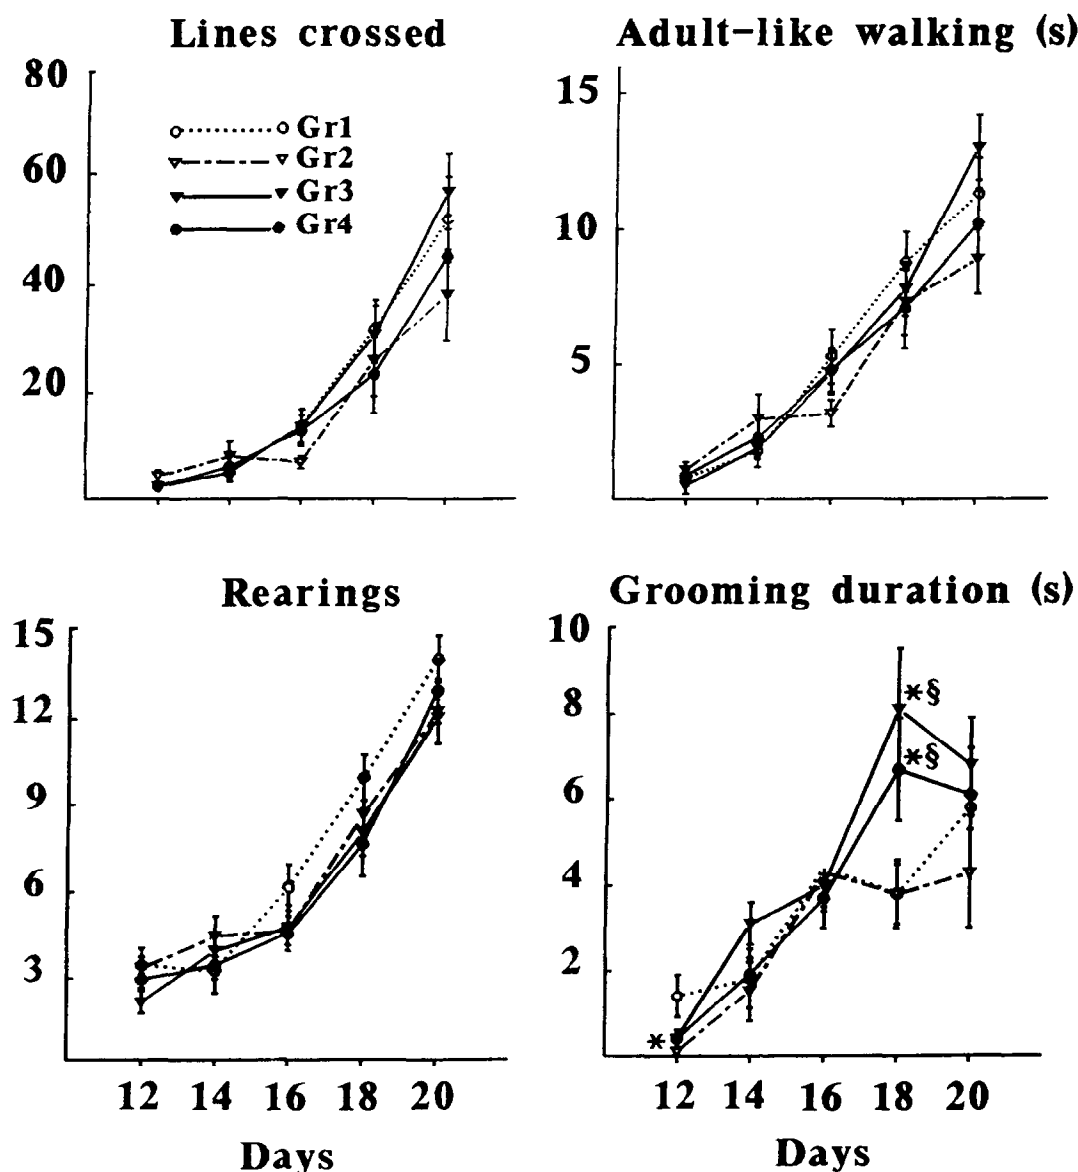 Lines crossed
80
60
40
20
Gr1
Gr2
Gr3
Gr4
Adult-like walking (s)
15
10
5
Rearings
15
12
9
6
3
12 14 16 18 20
Days
Grooming duration (s)
10
8
6
4
2
*§
*§
*
12 14 16 18 20
Days